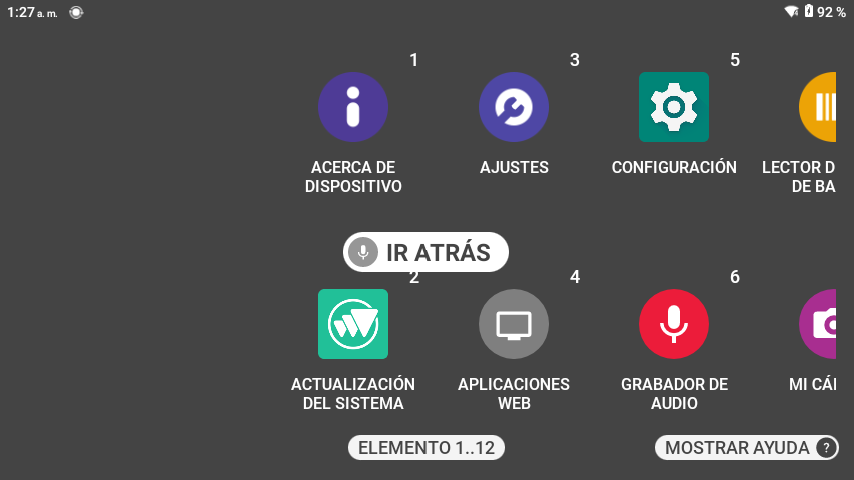 1:27 a. m.
92 %
1
3
5
ACERCA DE
DISPOSITIVO
AJUSTES
CONFIGURACIÓN
LECTOR D
DE BA
IR ATRÁS
2
4
6
ACTUALIZACIÓN
DEL SISTEMA
APLICACIONES
WEB
GRABADOR DE
AUDIO
MI CÁ
ELEMENTO 1..12
MOSTRAR AYUDA ?